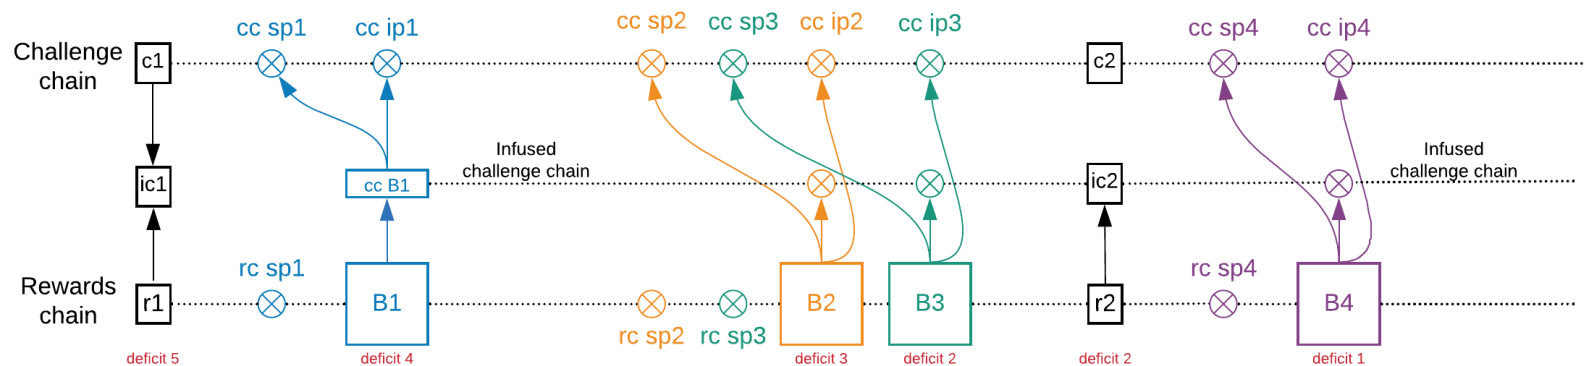 cc sp1
cc ip1
cc sp2
cc sp3
cc ip2
cc ip3
cc sp4
cc ip4
Challenge
chain
c1
c2
Infused
challenge chain
Infused
challenge chain
ic1
cc B1
ic2
rc sp1
rc sp4
Rewards
chain
r1
B1
B2
B3
r2
B4
rc sp2
rc sp3
deficit 5
deficit 4
deficit 3
deficit 2
deficit 2
deficit 1